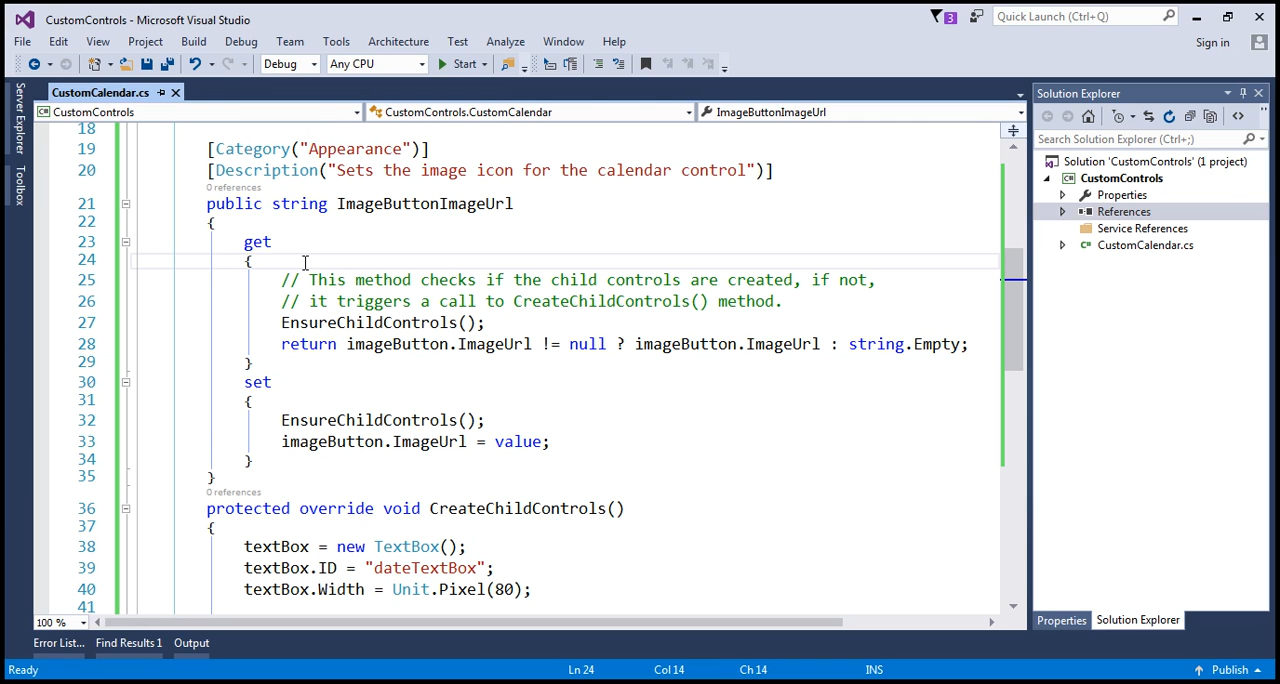 CustomControls - Microsoft Visual Studio
3
Quick Launch (Ctrl+Q)
File Edit View Project Build Debug Team Tools Architecture Test Analyze Window Help
Sign in
Debug Any CPU Start
Server Explorer
Toolbox
CustomCalendar.cs
CustomControls CustomControls.CustomCalendar ImageButtonImageUrl
18
19 [Category("Appearance")]
20 [Description("Sets the image icon for the calendar control")]
0 references
21 public string ImageButtonImageUrl
22 {
23 get
24 {
25 // This method checks if the child controls are created, if not,
26 // it triggers a call to CreateChildControls() method.
27 EnsureChildControls();
28 return imageButton.ImageUrl != null ? imageButton.ImageUrl : string.Empty;
29 }
30 set
31 {
32 EnsureChildControls();
33 imageButton.ImageUrl = value;
34 }
35 }
0 references
36 protected override void CreateChildControls()
37 {
38 textBox = new TextBox();
39 textBox.ID = "dateTextBox";
40 textBox.Width = Unit.Pixel(80);
41
100 %
Solution Explorer
Search Solution Explorer (Ctrl+;)
Solution 'CustomControls' (1 project)
CustomControls
Properties
References
Service References
CustomCalendar.cs
Properties Solution Explorer
Error List... Find Results 1 Output
Ready Ln 24 Col 14 Ch 14 INS Publish